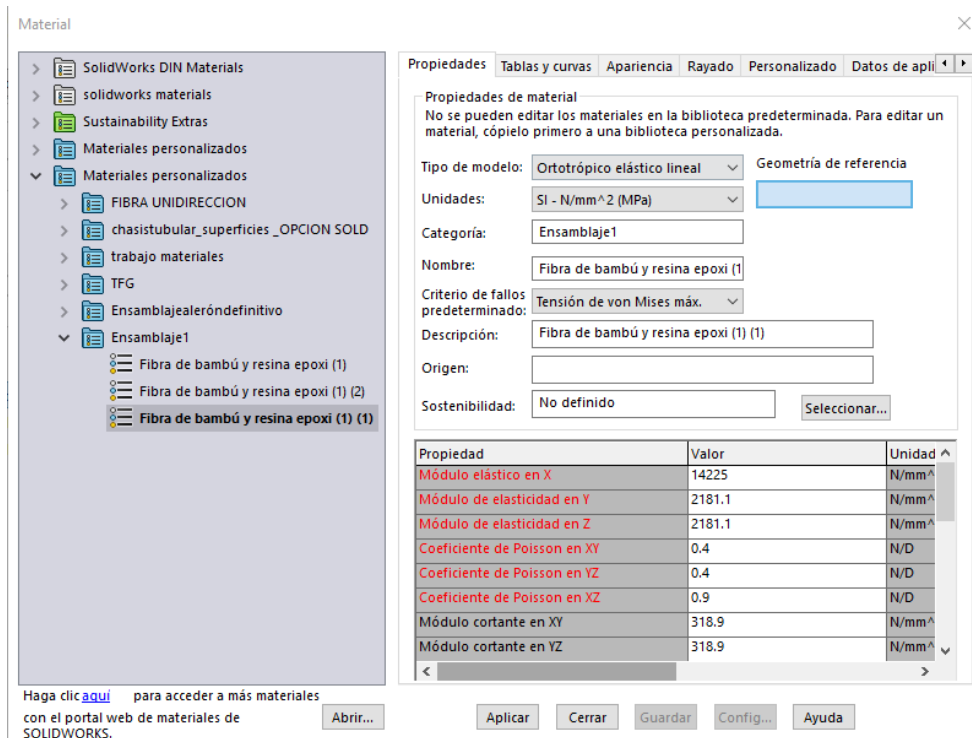 Material
SolidWorks DIN Materials
solidworks materials
Sustainability Extras
Materiales personalizados
Materiales personalizados
FIBRA UNIDIRECCION
chasistubular_superficies _OPCION SOLD
trabajo materiales
TFG
Ensamblajealeróndefinitivo
Ensamblaje1
Fibra de bambú y resina epoxi (1)
Fibra de bambú y resina epoxi (1) (2)
Fibra de bambú y resina epoxi (1) (1)
Haga clic aquí para acceder a más materiales
con el portal web de materiales de
SOLIDWORKS.
Abrir...
Propiedades Tablas y curvas Apariencia Rayado Personalizado Datos de apli
Propiedades de material
No se pueden editar los materiales en la biblioteca predeterminada. Para editar un
material, cópielo primero a una biblioteca personalizada.
Tipo de modelo: Ortotrópico elástico lineal Geometría de referencia
Unidades: SI - N/mm^2 (MPa)
Categoría: Ensamblaje1
Nombre: Fibra de bambú y resina epoxi (1
Criterio de fallos
predeterminado: Tensión de von Mises máx.
Descripción: Fibra de bambú y resina epoxi (1) (1)
Origen:
Sostenibilidad: No definido Seleccionar...
Propiedad Valor Unidad
Módulo elástico en X 14225 N/mm^
Módulo de elasticidad en Y 2181.1 N/mm^
Módulo de elasticidad en Z 2181.1 N/mm^
Coeficiente de Poisson en XY 0.4 N/D
Coeficiente de Poisson en YZ 0.4 N/D
Coeficiente de Poisson en XZ 0.9 N/D
Módulo cortante en XY 318.9 N/mm^
Módulo cortante en YZ 318.9 N/mm^
Aplicar Cerrar Guardar Config... Ayuda